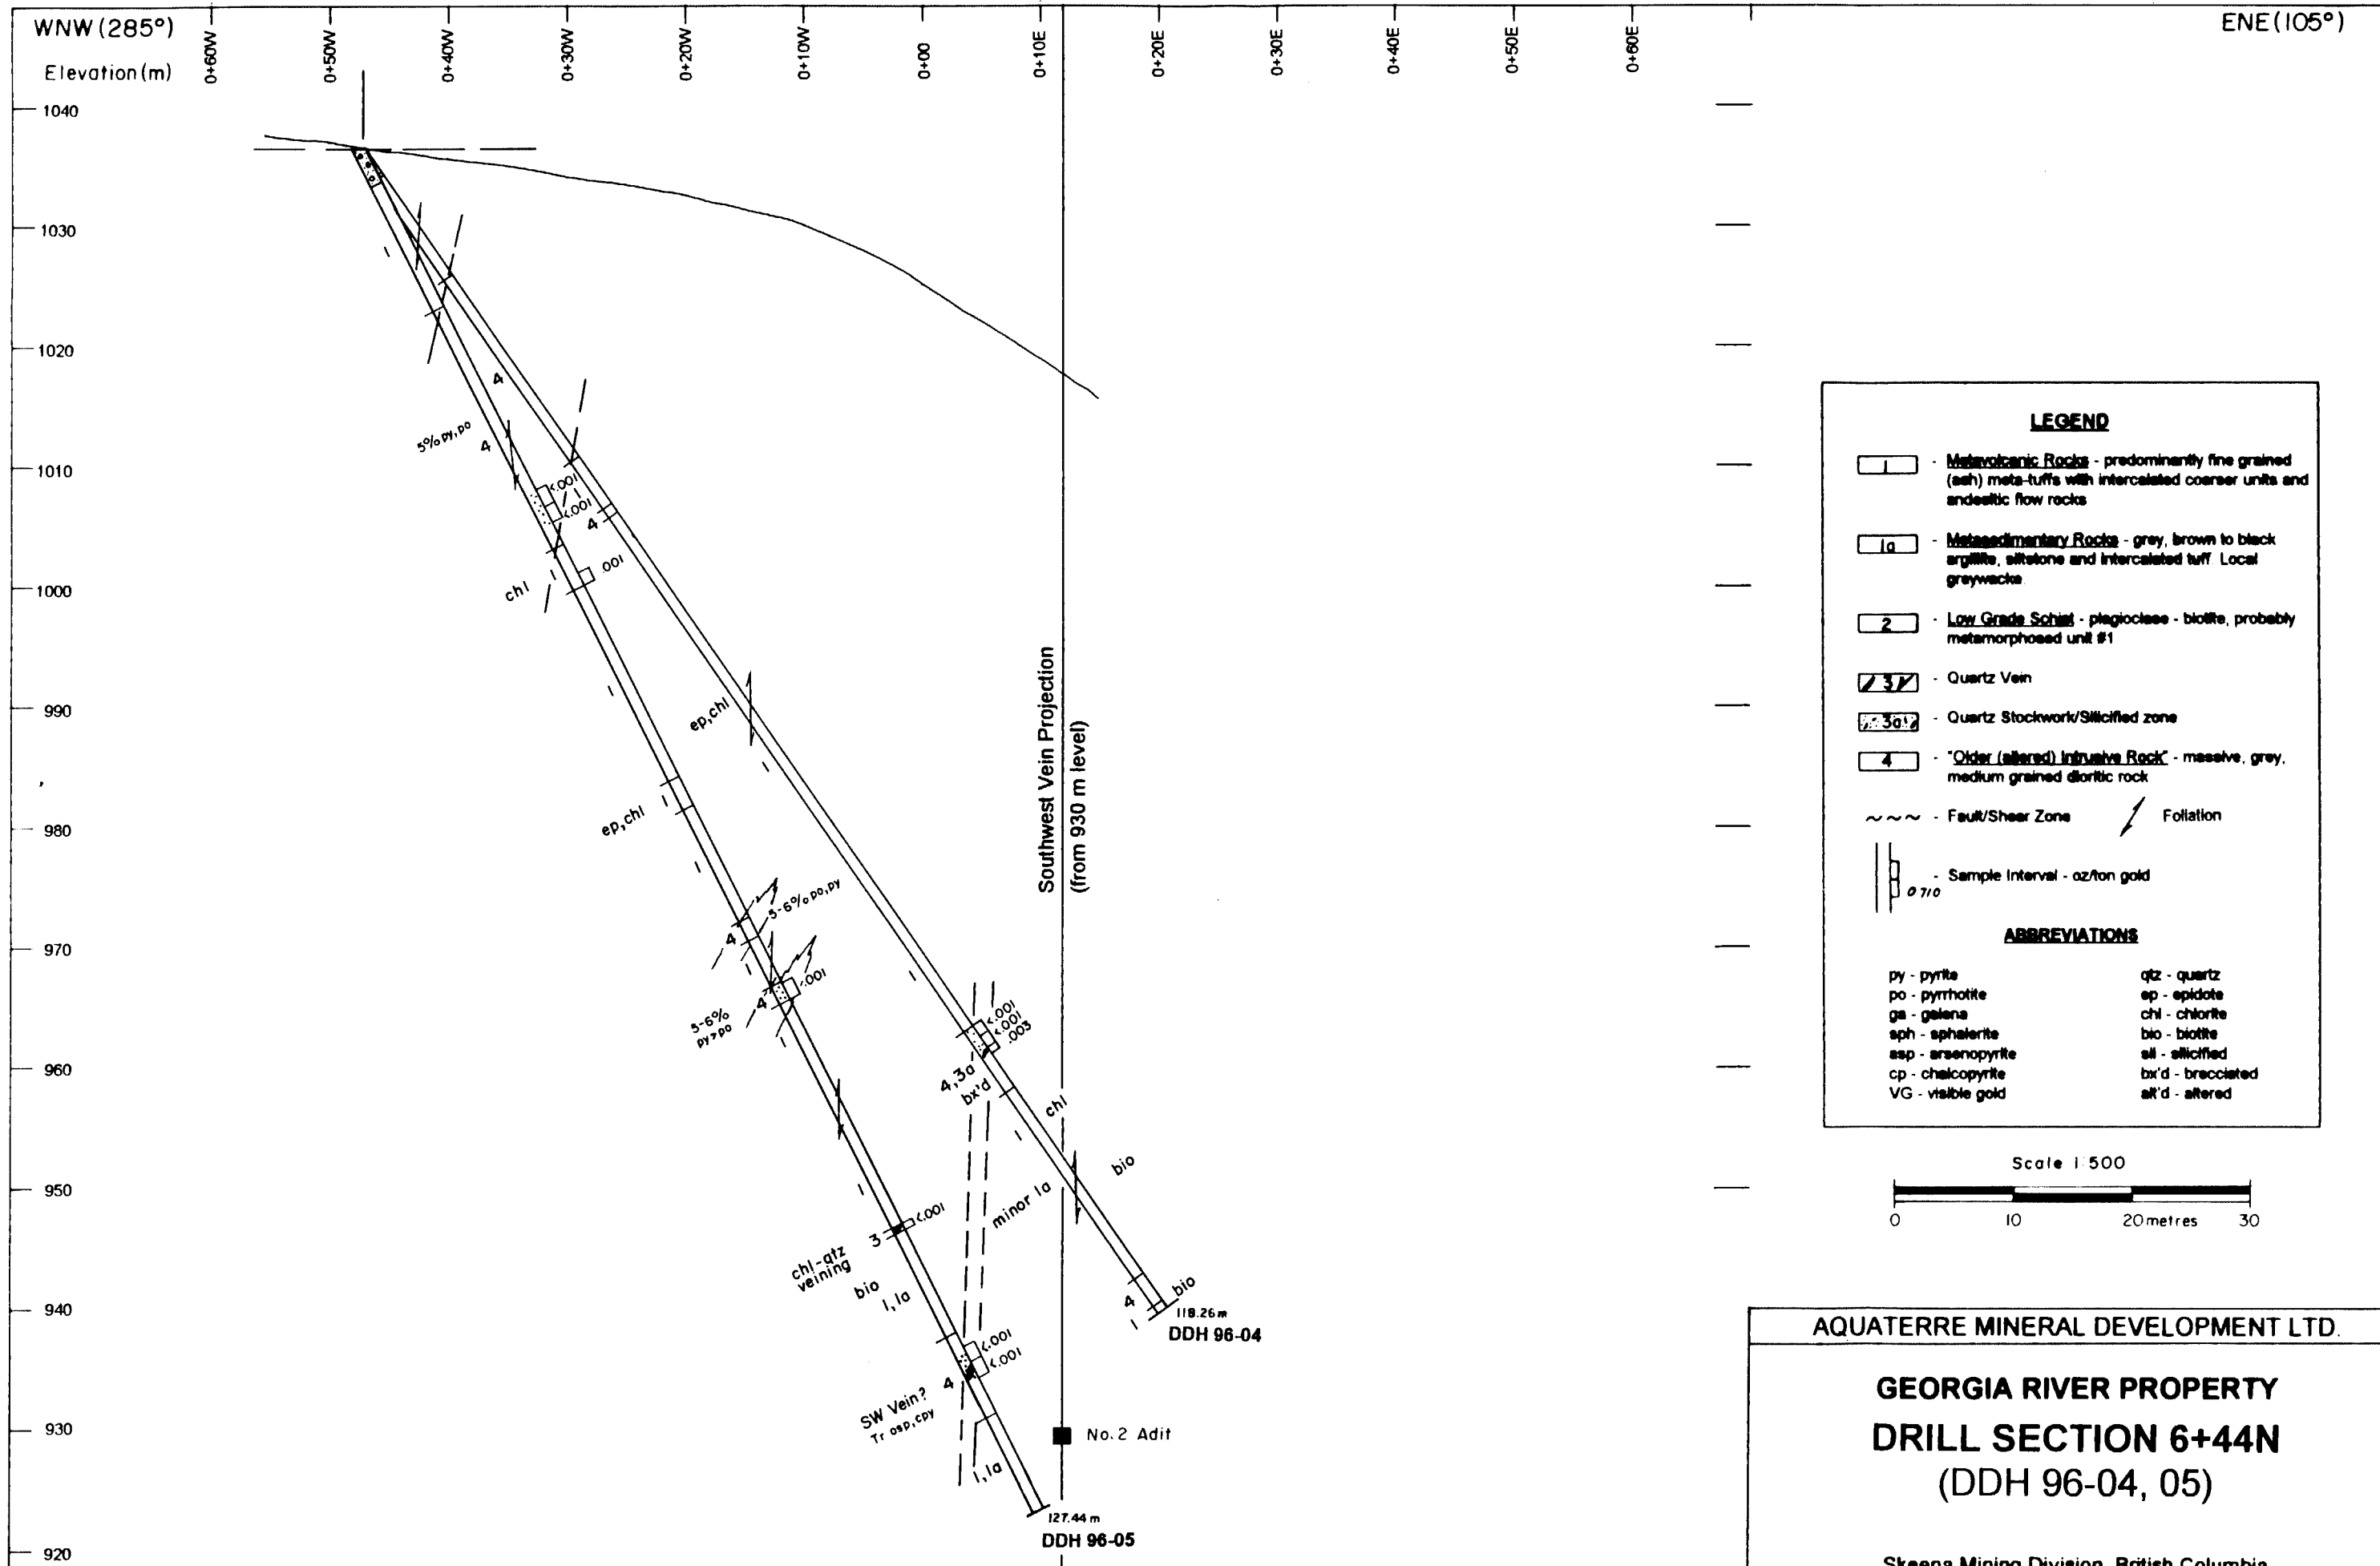 WNW (285°)
ENE (105°)
Elevation (m)
0+60W
0+50W
0+40W
0+30W
0+20W
0+10W
0+00
0+10E
0+20E
0+30E
0+40E
0+50E
0+60E
1040
1030
1020
1010
1000
990
980
970
960
950
940
930
920
4
5% py, po
4
<.001
<.001
4
.001
chl
ep, chl
ep, chl
5-6% po, py
4
<.001
4
5-6%
py>po
<.001
<.001
.003
4, 3a
bx'd
chl
bio
minor 1a
<.001
3
chl-qtz
veining
bio
1, 1a
4
bio
118.26 m
DDH 96-04
<.001
<.001
4
SW Vein?
Tr asp, cpy
1, 1a
127.44 m
DDH 96-05
Southwest Vein Projection
(from 930 m level)
No. 2 Adit
LEGEND
1 - Metavolcanic Rocks - predominantly fine grained
(ash) meta-tuffs with intercalated coarser units and
andesitic flow rocks
1a - Metasedimentary Rocks - grey, brown to black
argillite, siltstone and intercalated tuff. Local
greywacke
2 - Low Grade Schist - plagioclase - biotite, probably
metamorphosed unit #1
3 - Quartz Vein
3a - Quartz Stockwork/Silicified zone
4 - "Older (altered) Intrusive Rock" - massive, grey,
medium grained dioritic rock
~~~ - Fault/Shear Zone Foliation
0.710 - Sample Interval - oz/ton gold
ABBREVIATIONS
py - pyrite qtz - quartz
po - pyrrhotite ep - epidote
ga - galena chl - chlorite
sph - sphalerite bio - biotite
asp - arsenopyrite sil - silicified
cp - chalcopyrite bx'd - brecciated
VG - visible gold alt'd - altered
Scale 1:500
0 10 20 metres 30
AQUATERRE MINERAL DEVELOPMENT LTD.
GEORGIA RIVER PROPERTY
DRILL SECTION 6+44N
(DDH 96-04, 05)
Skeena Mining Division, British Columbia